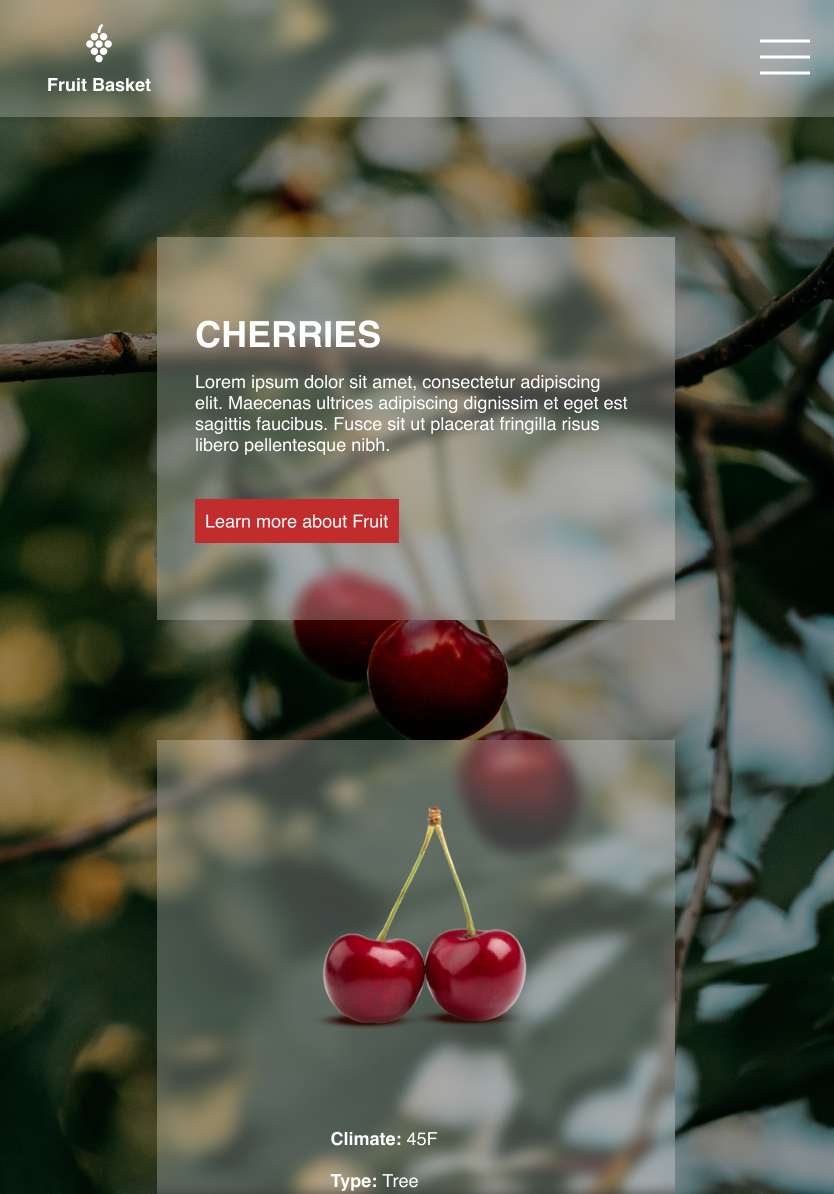 Fruit Basket
CHERRIES
Lorem ipsum dolor sit amet, consectetur adipiscing
elit. Maecenas ultrices adipiscing dignissim et eget est
sagittis faucibus. Fusce sit ut placerat fringilla risus
libero pellentesque nibh.
Learn more about Fruit
Climate: 45F
Type: Tree